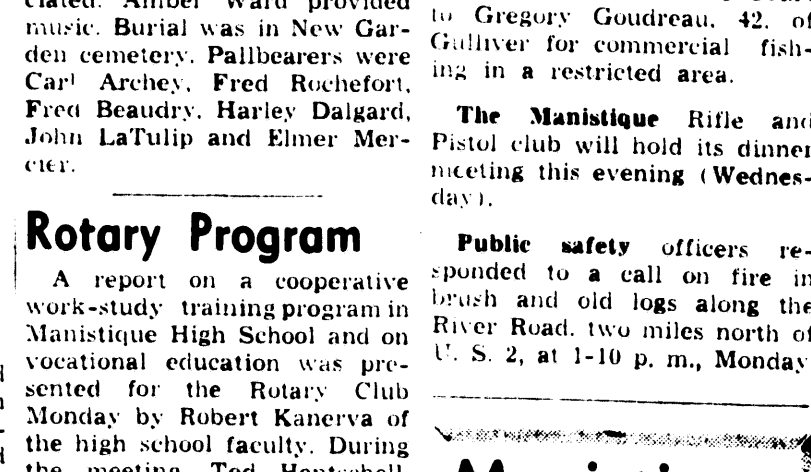 ciated. Amber Ward provided
music. Burial was in New Gar-
den cemetery. Pallbearers were
Carl Archey, Fred Rochefort,
Fred Beaudry, Harley Dalgard,
John LaTulip and Elmer Mer-
cier.
Rotary Program
A report on a cooperative
work-study training program in
Manistique High School and on
vocational education was pre-
sented for the Rotary Club
Monday by Robert Kanerva of
the high school faculty. During
the meeting, Ted Hentschell,
to Gregory Goudreau, 42, of
Gulliver for commercial fish-
ing in a restricted area.
The Manistique Rifle and
Pistol club will hold its dinner
meeting this evening (Wednes-
day).
Public safety officers re-
sponded to a call on fire in
brush and old logs along the
River Road, two miles north of
U. S. 2, at 1-10 p. m., Monday